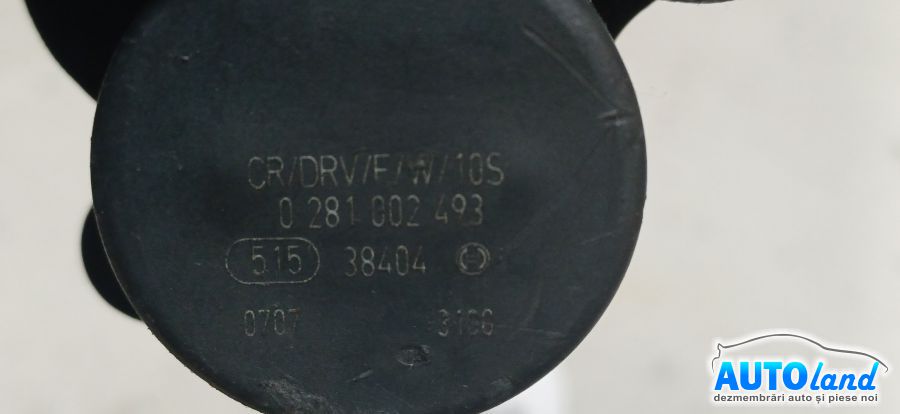 CR/DRV/F/W/10S
0 281 002 493
515 38404
0707 3166
AUTOland
dezmembrări auto și piese noi